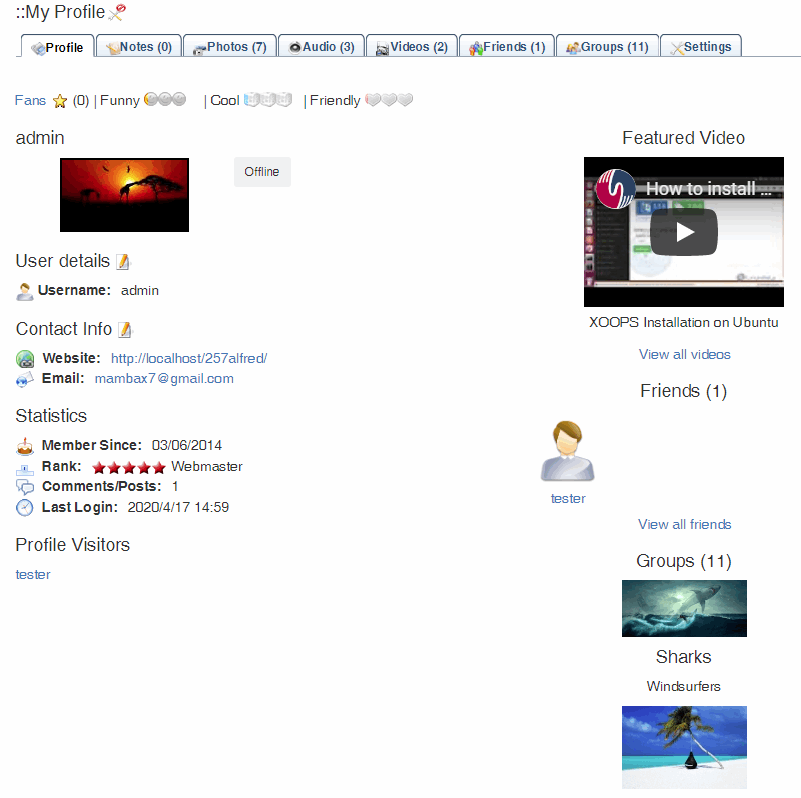 ::My Profile
Profile
Notes (0)
Photos (7)
Audio (3)
Videos (2)
Friends (1)
Groups (11)
Settings
Fans (0) | Funny | Cool | Friendly
admin
Offline
User details
Username: admin
Contact Info
Website: http://localhost/257alfred/
Email: mambax7@gmail.com
Statistics
Member Since: 03/06/2014
Rank: Webmaster
Comments/Posts: 1
Last Login: 2020/4/17 14:59
Profile Visitors
tester
Featured Video
How to install ...
XOOPS Installation on Ubuntu
View all videos
Friends (1)
tester
View all friends
Groups (11)
Sharks
Windsurfers